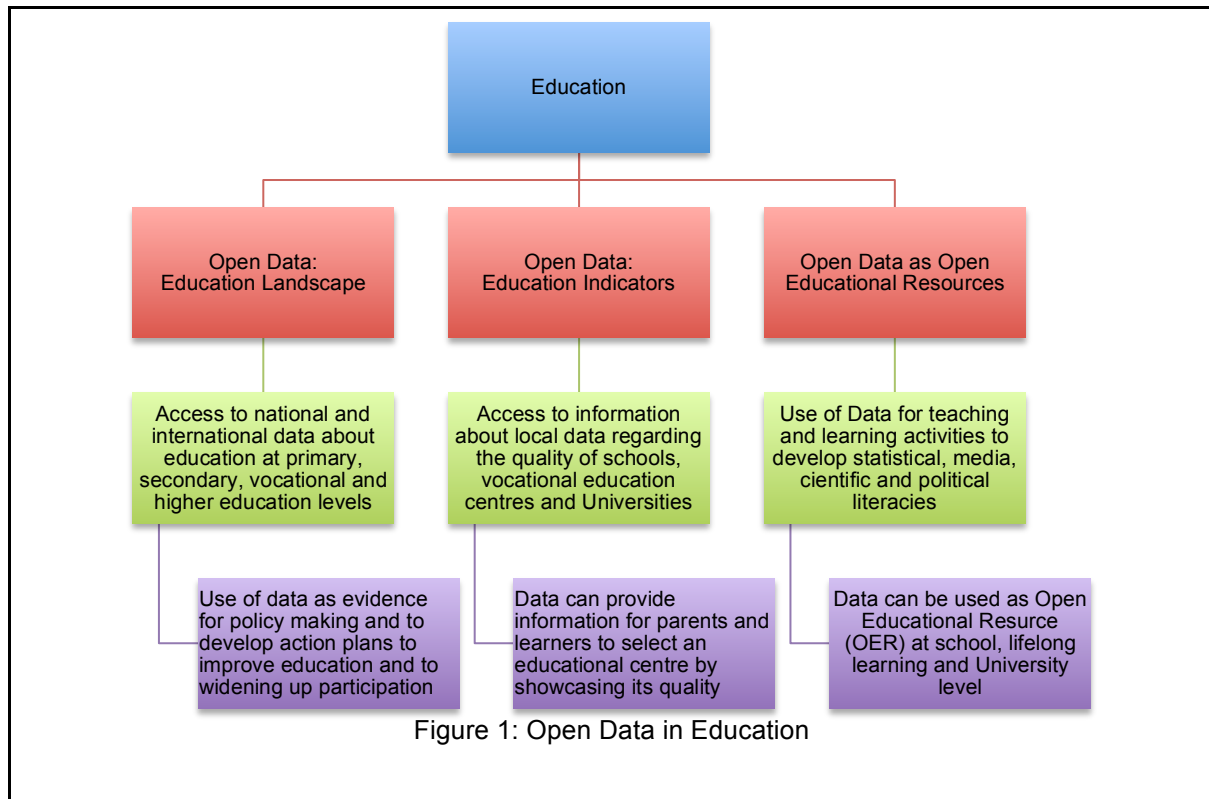 Education
Open Data:
Education Landscape
Open Data:
Education Indicators
Open Data as Open
Educational Resources
Access to national and
international data about
education at primary,
secondary, vocational and
higher education levels
Access to information
about local data regarding
the quality of schools,
vocational education
centres and Universities
Use of Data for teaching
and learning activities to
develop statistical, media,
cientific and political
literacies
Use of data as evidence
for policy making and to
develop action plans to
improve education and to
widening up participation
Data can provide
information for parents and
learners to select an
educational centre by
showcasing its quality
Data can be used as Open
Educational Resurce
(OER) at school, lifelong
learning and University
level
Figure 1: Open Data in Education